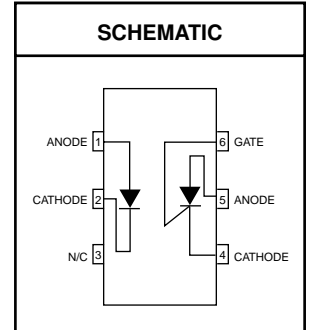 SCHEMATIC
ANODE 1
6 GATE
CATHODE 2
5 ANODE
N/C 3
4 CATHODE